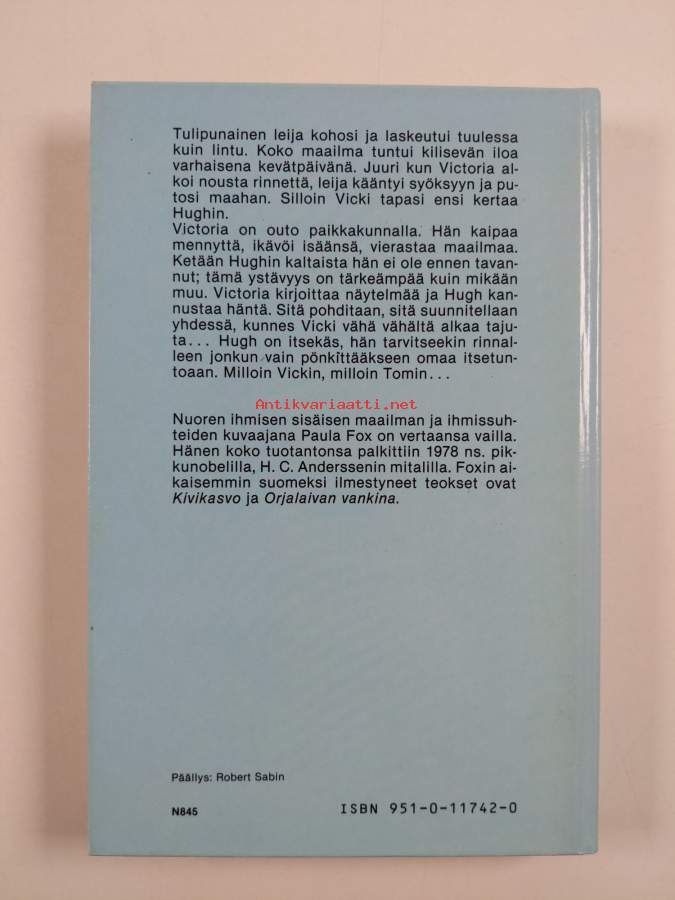 Tulipunainen leija kohosi ja laskeutui tuulessa
kuin lintu. Koko maailma tuntui kilisevän iloa
varhaisena kevätpäivänä. Juuri kun Victoria al-
koi nousta rinnettä, leija kääntyi syöksyyn ja pu-
tosi maahan. Silloin Vicki tapasi ensi kertaa
Hughin.
Victoria on outo paikkakunnalla. Hän kaipaa
mennyttä, ikävöi isäänsä, vierastaa maailmaa.
Ketään Hughin kaltaista hän ei ole ennen tavan-
nut; tämä ystävyys on tärkeämpää kuin mikään
muu. Victoria kirjoittaa näytelmää ja Hugh kan-
nustaa häntä. Sitä pohditaan, sitä suunnitellaan
yhdessä, kunnes Vicki vähä vähältä alkaa taju-
ta... Hugh on itsekäs, hän tarvitseekin rinnal-
leen jonkun vain pönkittääkseen omaa itsetun-
toaan. Milloin Vickin, milloin Tomin...
Antikvariaatti.net
Nuoren ihmisen sisäisen maailman ja ihmissuh-
teiden kuvaajana Paula Fox on vertaansa vailla.
Hänen koko tuotantonsa palkittiin 1978 ns. pik-
kunobelilla, H. C. Anderssenin mitalilla. Foxin ai-
kaisemmin suomeksi ilmestyneet teokset ovat
Kivikasvo ja Orjalaivan vankina.
Päällys: Robert Sabin
N845
ISBN 951-0-11742-0